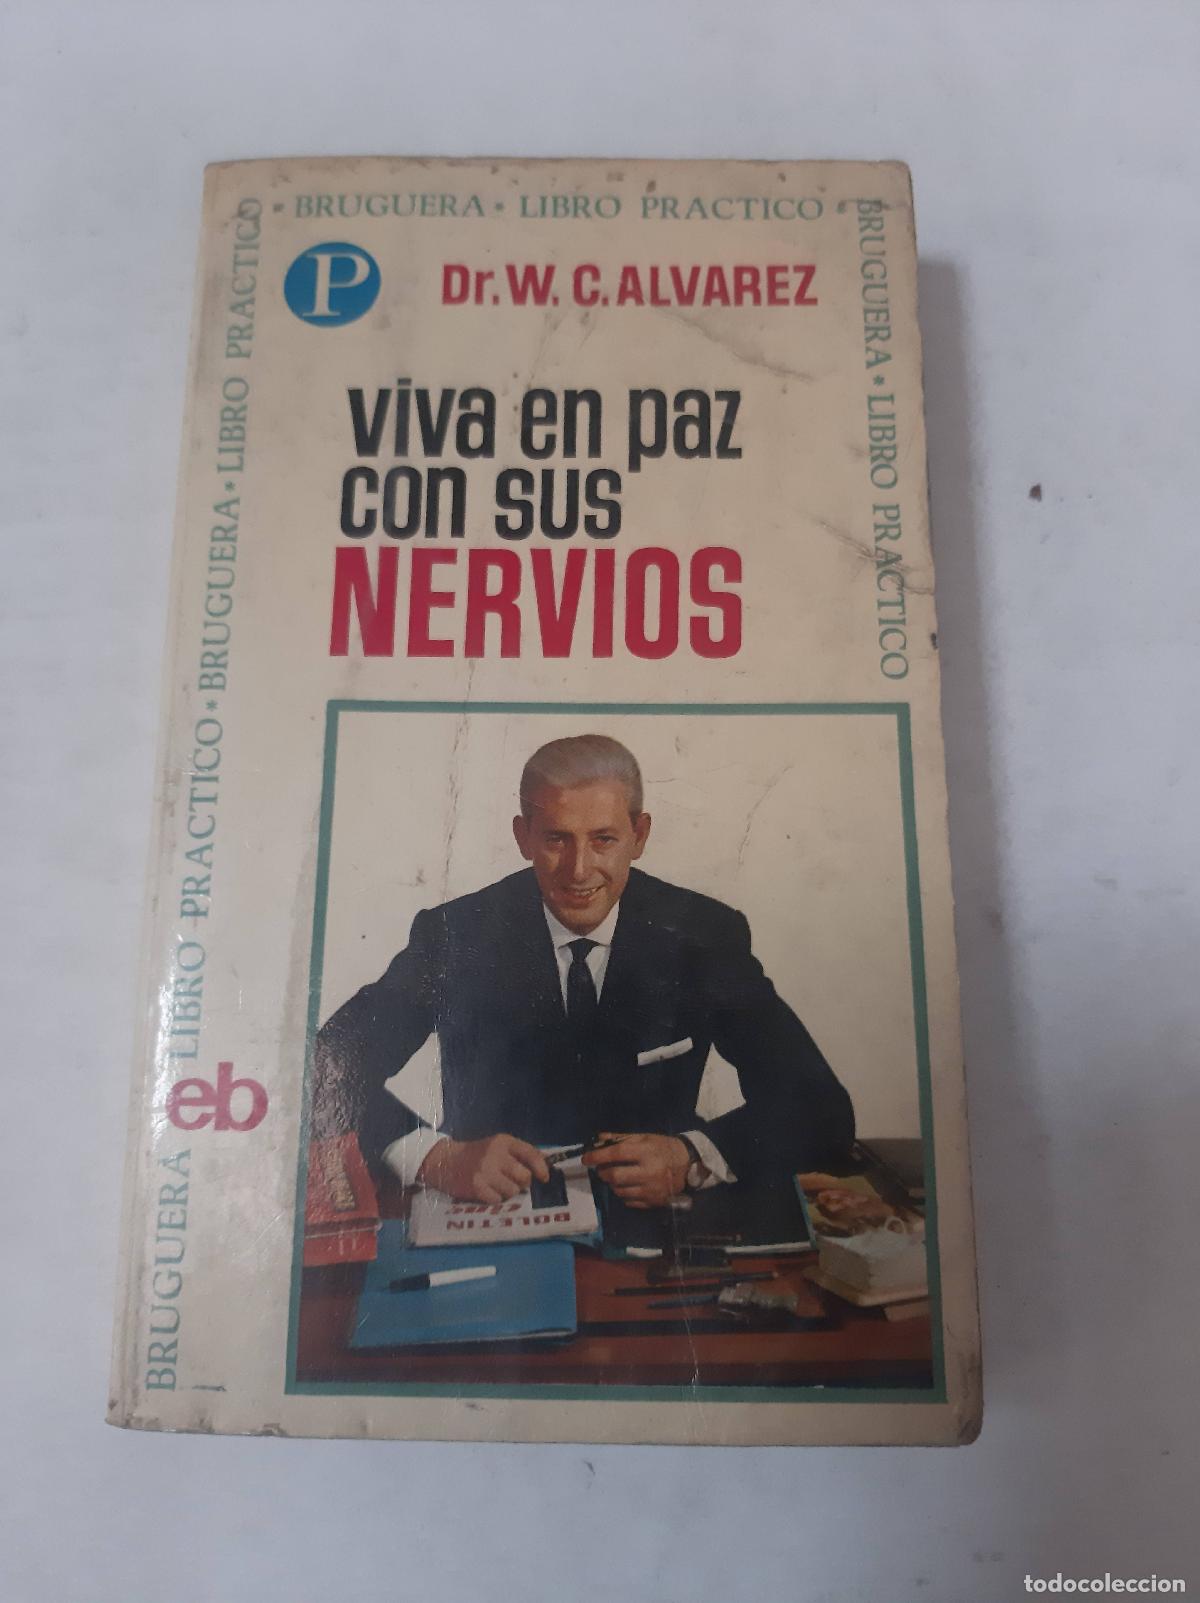 * BRUGUERA * LIBRO PRACTICO *
BRUGUERA * LIBRO PRACTICO
BRUGUERA LIBRO PRACTICO * BRUGUERA * LIBRO PRACTICO
P
Dr. W. C. ALVAREZ
viva en paz
con sus
NERVIOS
eb
BOLETIN
cine
todocoleccion